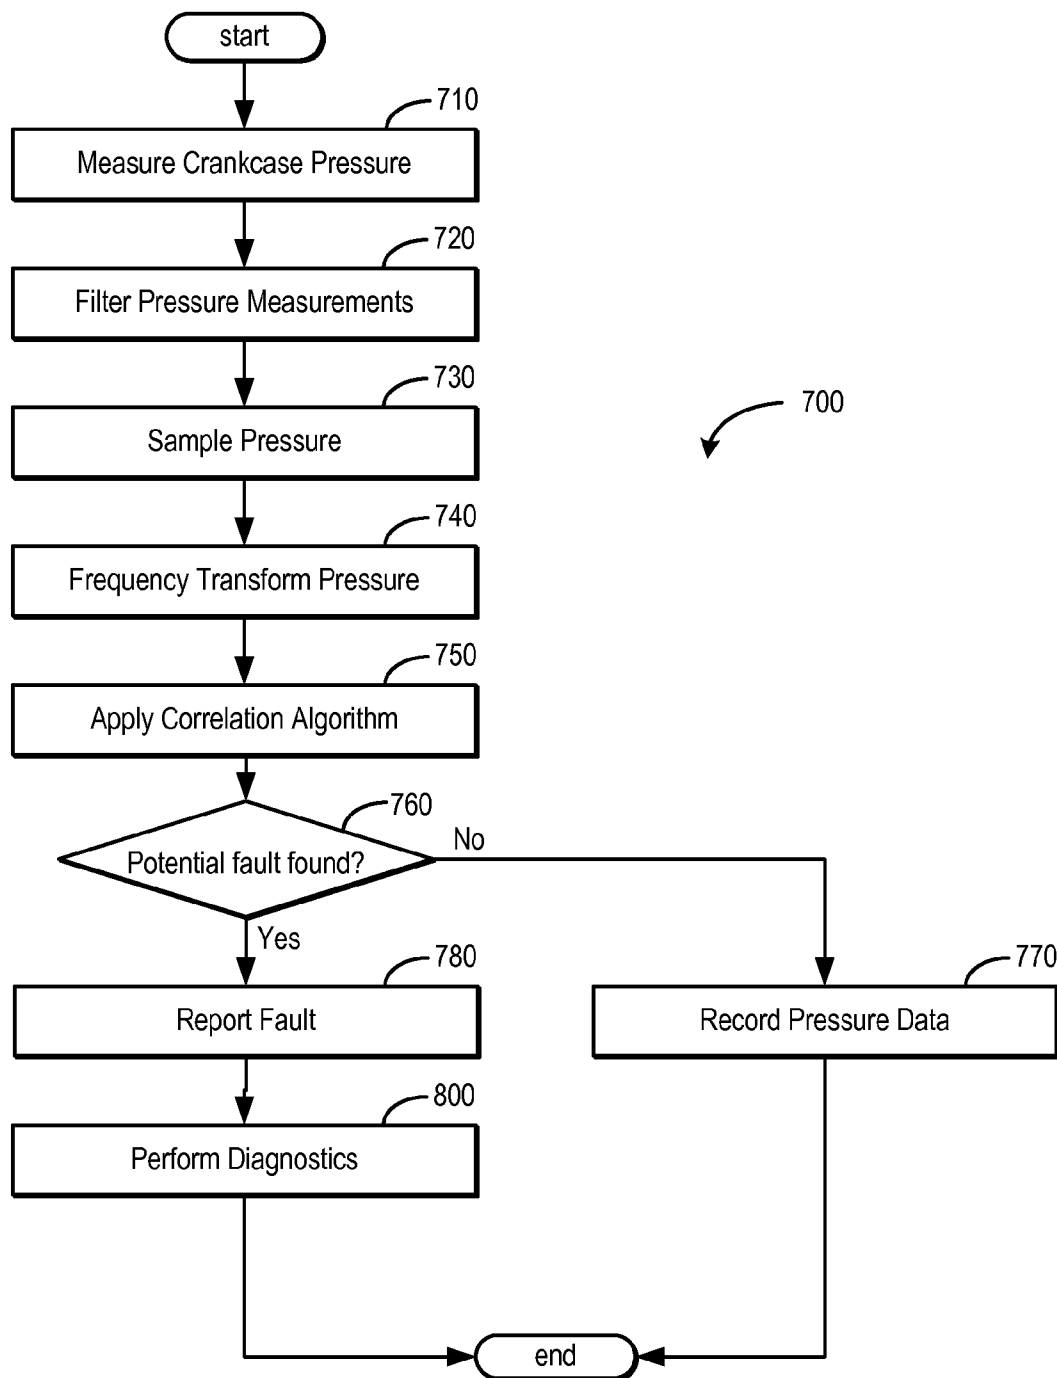 start
710
Measure Crankcase Pressure
720
Filter Pressure Measurements
730
Sample Pressure
700
740
Frequency Transform Pressure
750
Apply Correlation Algorithm
760
Potential fault found?
No
Yes
780
Report Fault
770
Record Pressure Data
800
Perform Diagnostics
end